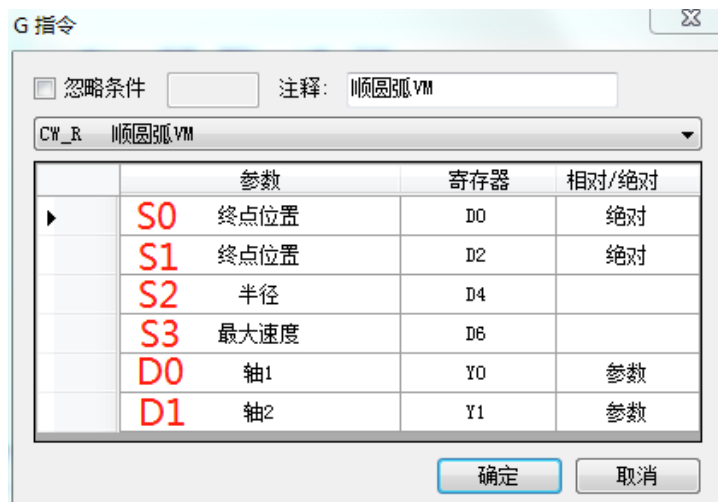 G 指令
忽略条件 注释: 顺圆弧VM
CW_R 顺圆弧VM
参数 寄存器 相对/绝对
S0 终点位置 D0 绝对
S1 终点位置 D2 绝对
S2 半径 D4
S3 最大速度 D6
D0 轴1 Y0 参数
D1 轴2 Y1 参数
确定 取消